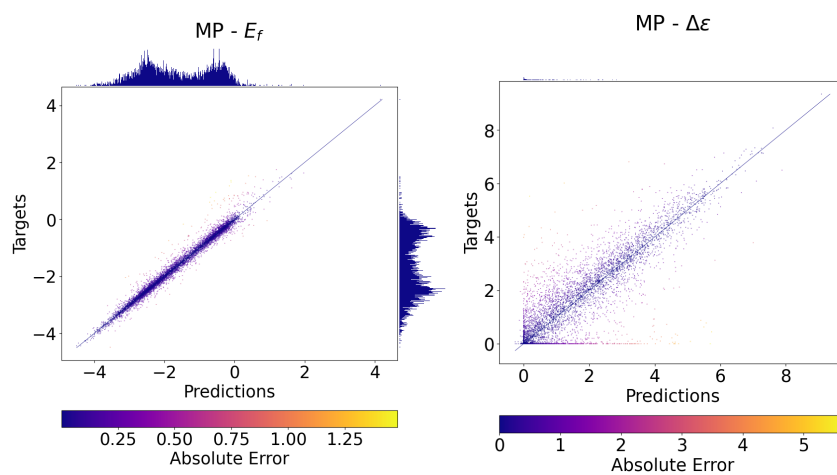 MP - E_f
4
2
0
−2
−4
Targets
−4 −2 0 2 4
Predictions
0.25 0.50 0.75 1.00 1.25
Absolute Error
MP - Δε
8
6
4
2
0
Targets
0 2 4 6 8
Predictions
0 1 2 3 4 5
Absolute Error